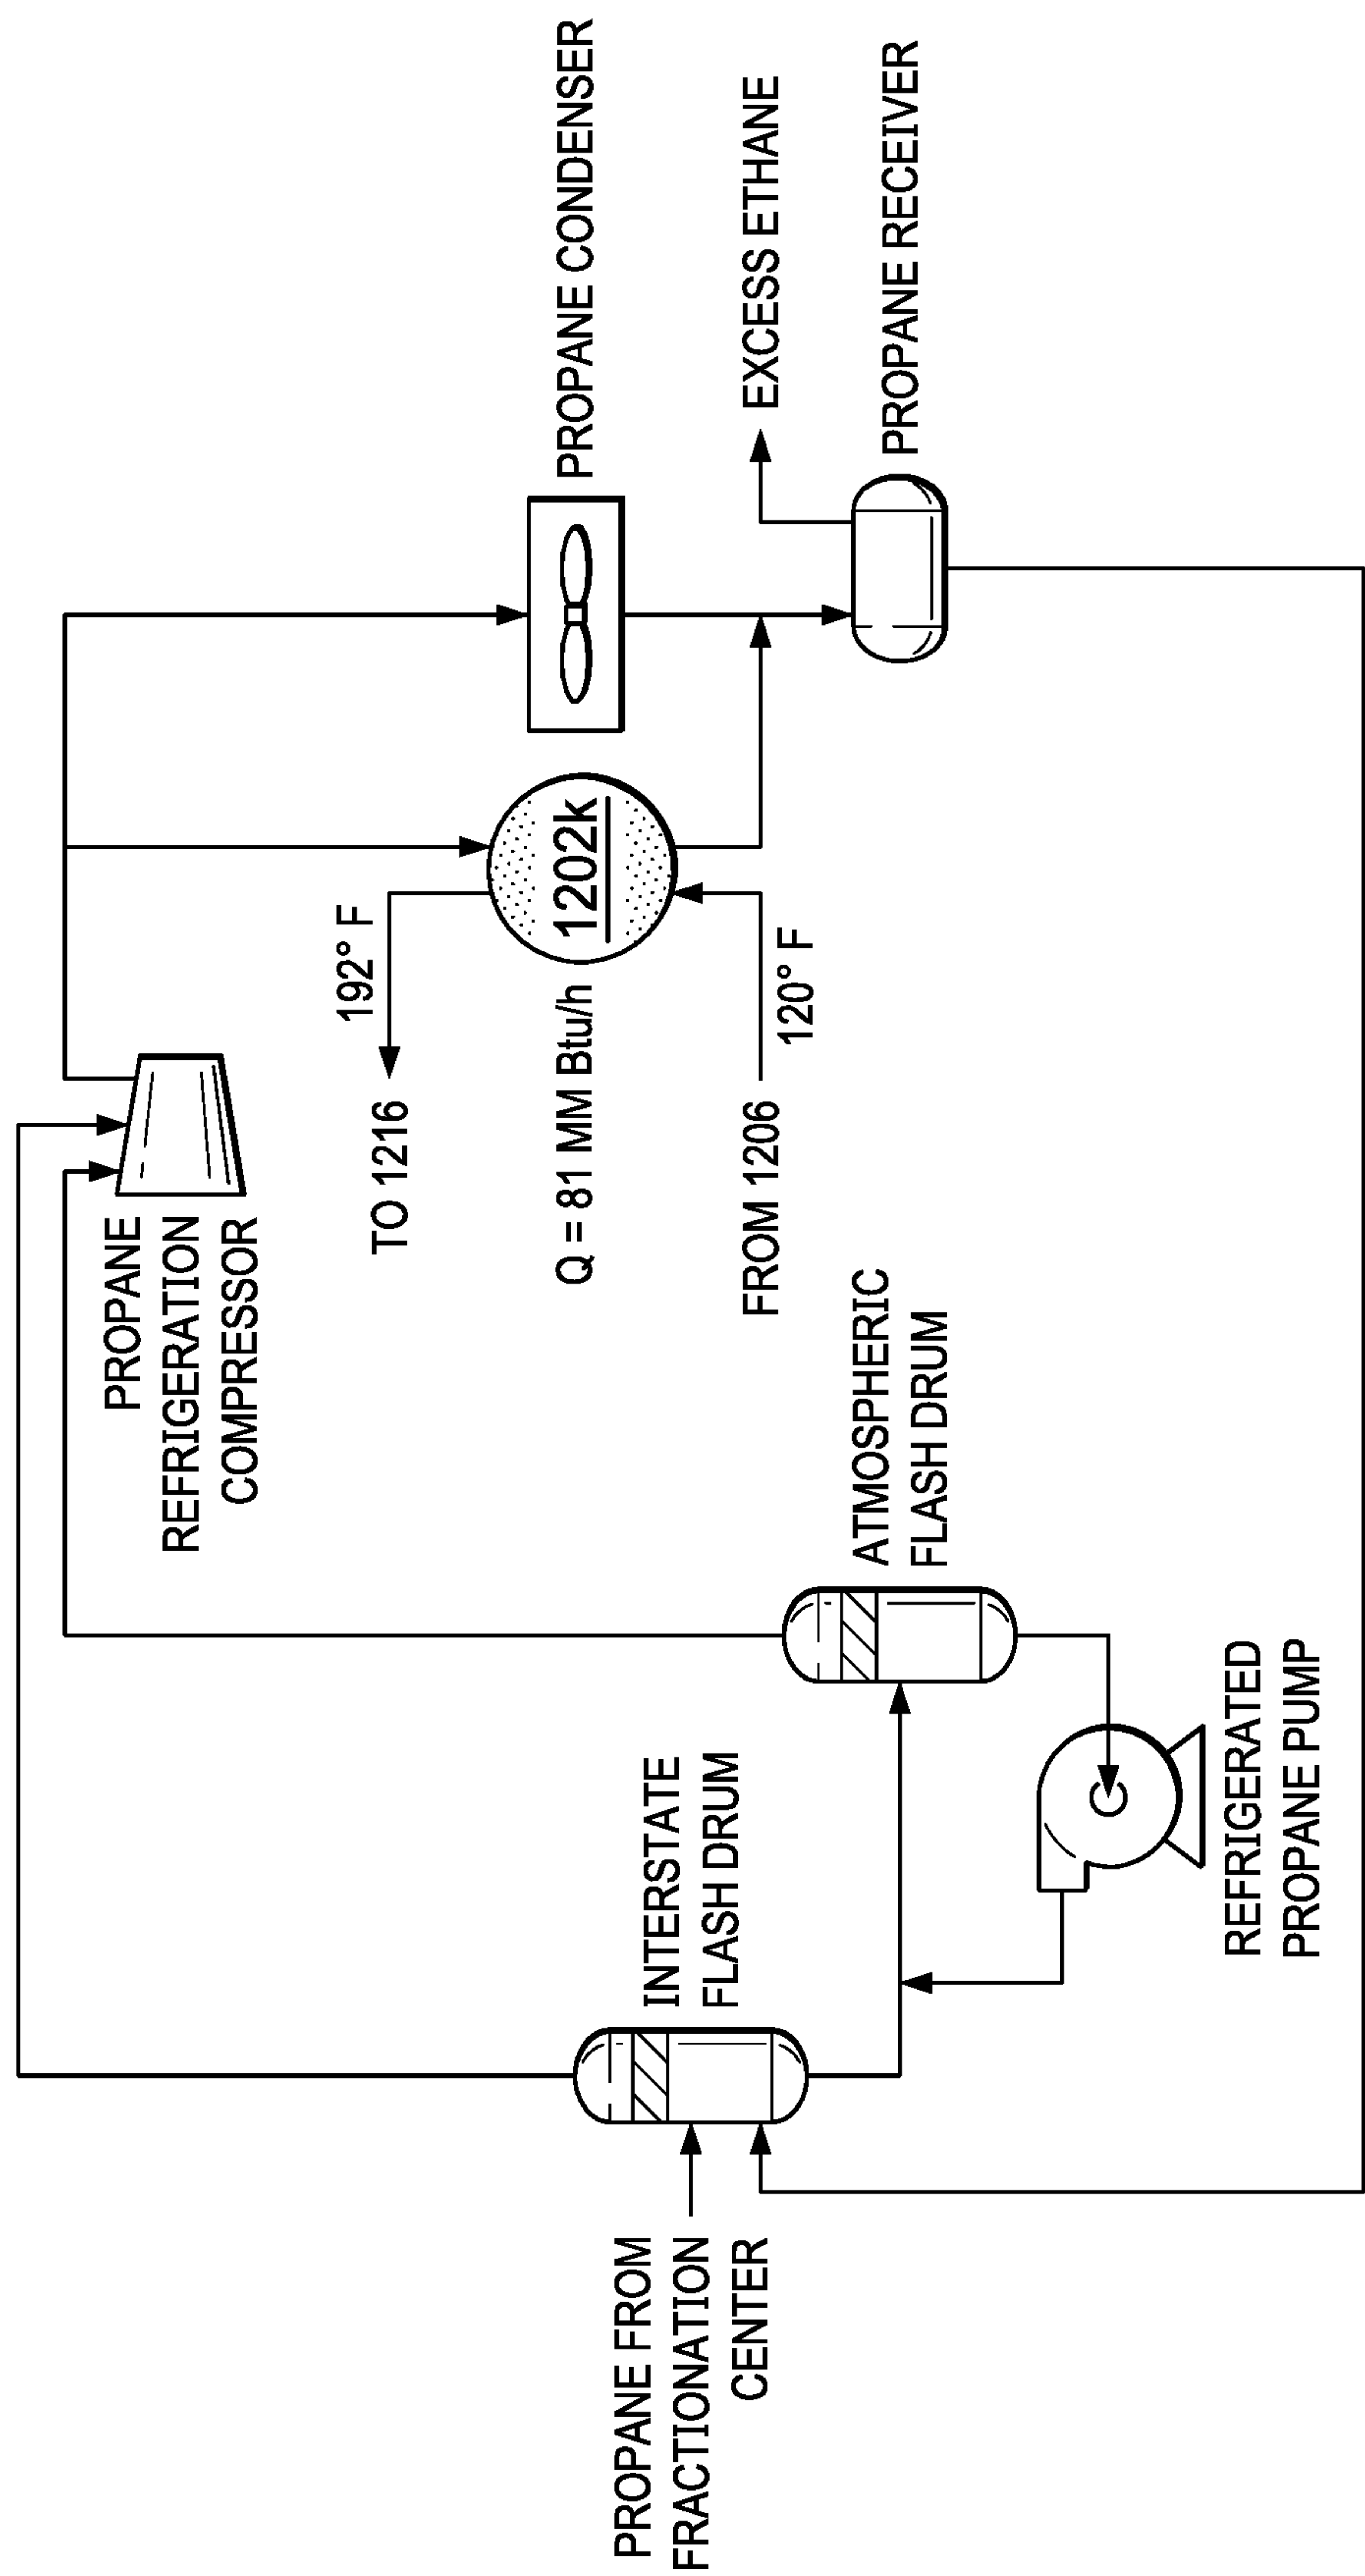 PROPANE
REFRIGERATION
COMPRESSOR
192° F
TO 1216
Q = 81 MM Btu/h
1202k
FROM 1206
120° F
PROPANE CONDENSER
EXCESS ETHANE
PROPANE RECEIVER
PROPANE FROM
FRACTIONATION
CENTER
INTERSTATE
FLASH DRUM
ATMOSPHERIC
FLASH DRUM
REFRIGERATED
PROPANE PUMP